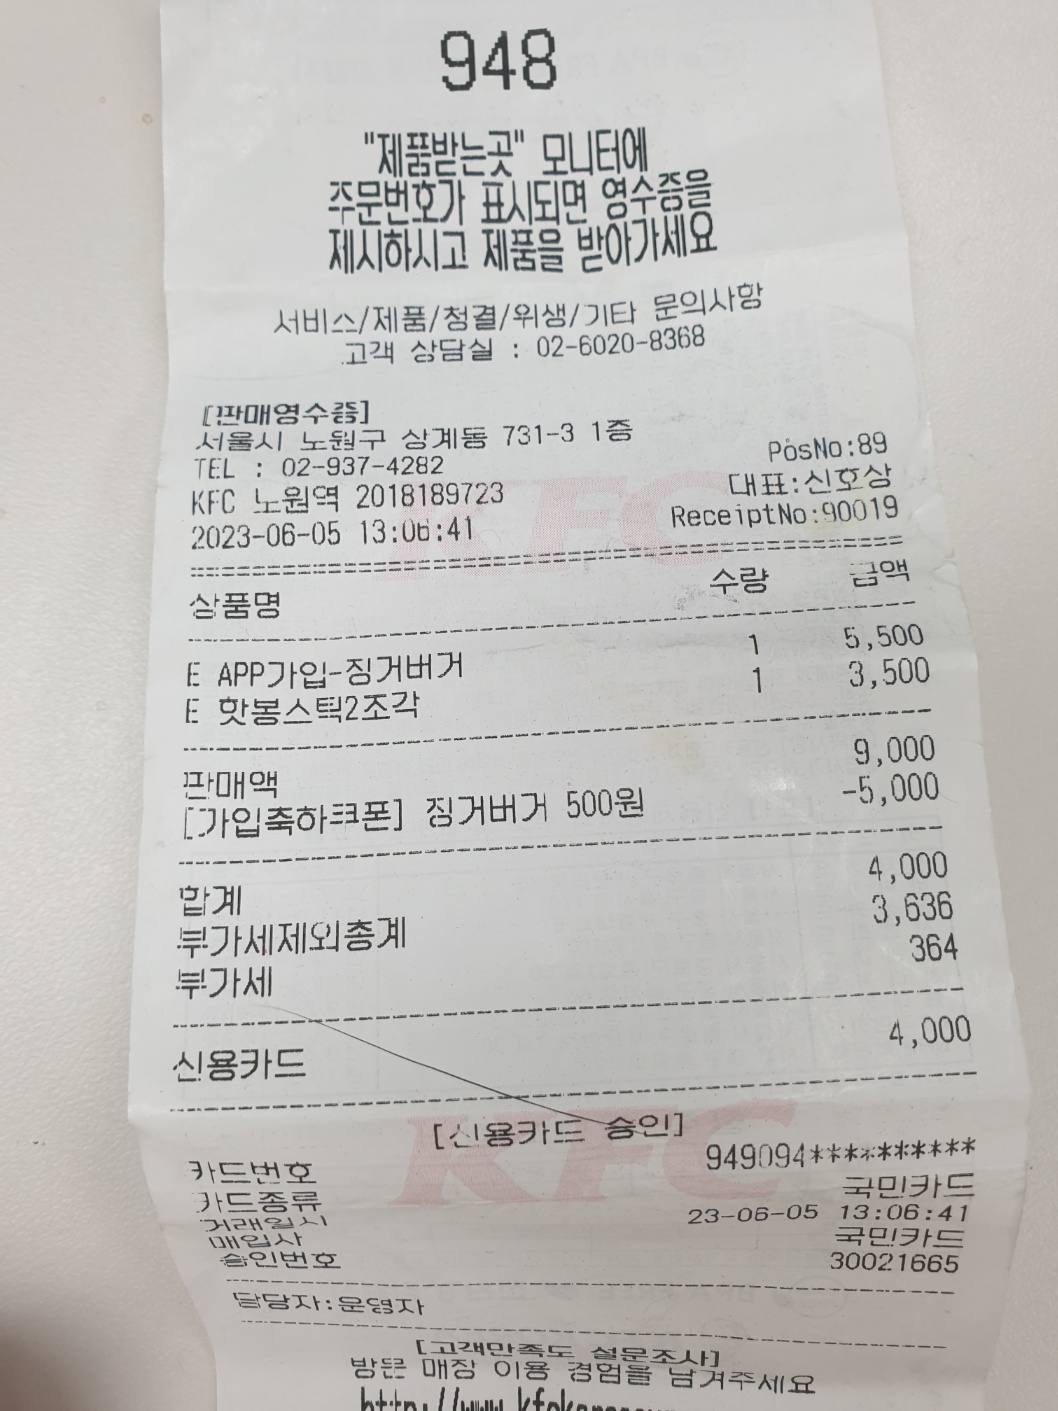 948
"제품받는곳" 모니터에
주문번호가 표시되면 영수증을
제시하시고 제품을 받아가세요
서비스/제품/청결/위생/기타 문의사항
고객 상담실 : 02-6020-8368
[판매영수증]
서울시 노원구 상계동 731-3 1층
TEL : 02-937-4282 PosNo:89
KFC 노원역 2018189723 대표:신호상
2023-06-05 13:06:41 ReceiptNo:90019
상품명 수량 금액
E APP가입-징거버거 1 5,500
E 핫봉스틱2조각 1 3,500
판매액 9,000
[가입축하쿠폰] 징거버거 500원 -5,000
합계 4,000
부가세제외총계 3,636
부가세 364
신용카드 4,000
[신용카드 승인]
카드번호 949094**********
카드종류 국민카드
거래일시 23-06-05 13:06:41
매입사 국민카드
승인번호 30021665
담당자:운영자
[고객만족도 설문조사]
방문 매장 이용 경험을 남겨주세요
KFC
KFC